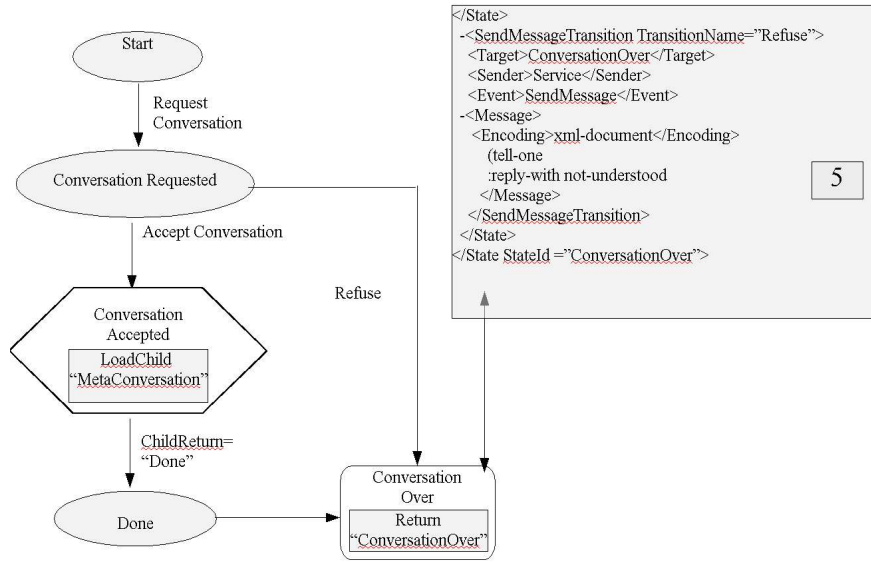 Start
Request
Conversation
Conversation Requested
Accept Conversation
Refuse
Conversation
Accepted
LoadChild
“MetaConversation”
ChildReturn=
“Done”
Done
Conversation
Over
Return
“ConversationOver”
</State>
-<SendMessageTransition TransitionName=”Refuse”>
<Target>ConversationOver</Target>
<Sender>Service</Sender>
<Event>SendMessage</Event>
-<Message>
<Encoding>xml-document</Encoding>
(tell-one
:reply-with not-understood
</Message>
</SendMessageTransition>
</State>
</State StateId =”ConversationOver”>
5